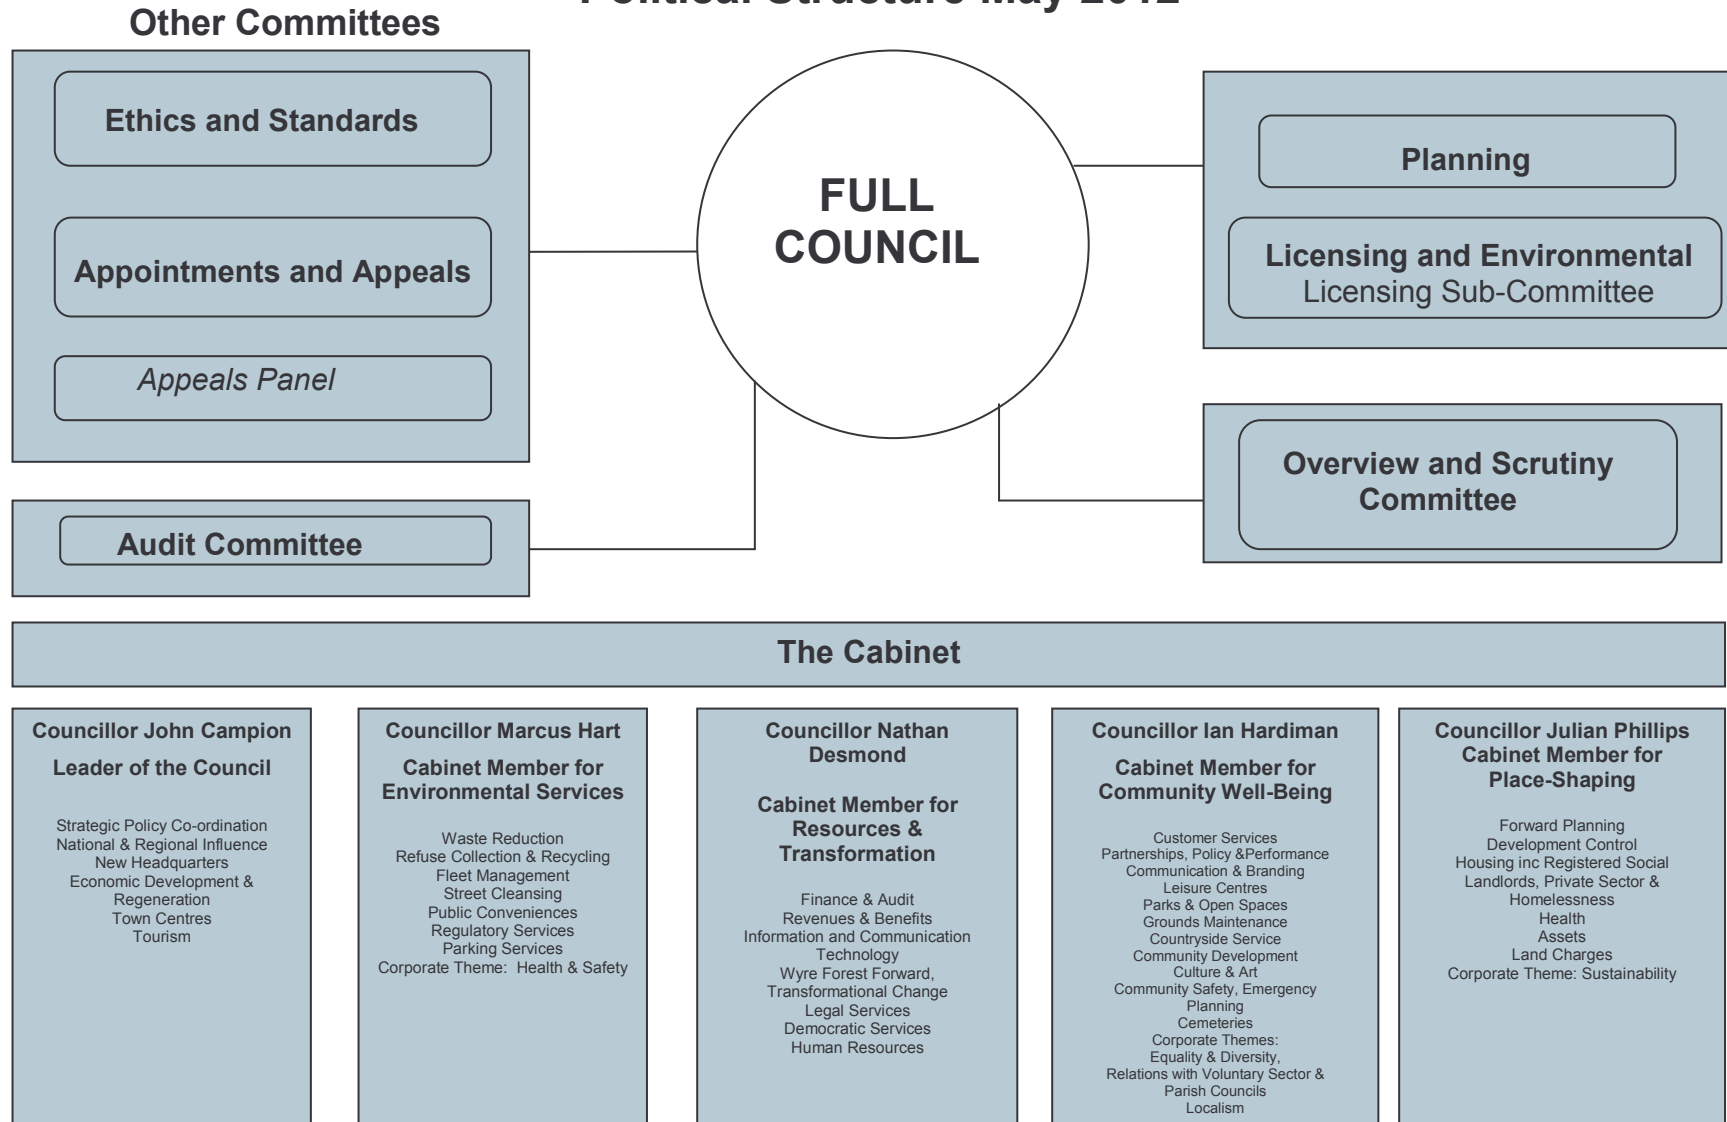 Political Structure May 2012
Other Committees
Ethics and Standards
Appointments and Appeals
Appeals Panel
Audit Committee
FULL
COUNCIL
Planning
Licensing and Environmental
Licensing Sub-Committee
Overview and Scrutiny
Committee
The Cabinet
Councillor John Campion
Leader of the Council
Strategic Policy Co-ordination
National & Regional Influence
New Headquarters
Economic Development &
Regeneration
Town Centres
Tourism
Councillor Marcus Hart
Cabinet Member for
Environmental Services
Waste Reduction
Refuse Collection & Recycling
Fleet Management
Street Cleansing
Public Conveniences
Regulatory Services
Parking Services
Corporate Theme: Health & Safety
Councillor Nathan
Desmond
Cabinet Member for
Resources &
Transformation
Finance & Audit
Revenues & Benefits
Information and Communication
Technology
Wyre Forest Forward,
Transformational Change
Legal Services
Democratic Services
Human Resources
Councillor Ian Hardiman
Cabinet Member for
Community Well-Being
Customer Services
Partnerships, Policy &Performance
Communication & Branding
Leisure Centres
Parks & Open Spaces
Grounds Maintenance
Countryside Service
Community Development
Culture & Art
Community Safety, Emergency
Planning
Cemeteries
Corporate Themes:
Equality & Diversity,
Relations with Voluntary Sector &
Parish Councils
Localism
Councillor Julian Phillips
Cabinet Member for
Place-Shaping
Forward Planning
Development Control
Housing inc Registered Social
Landlords, Private Sector &
Homelessness
Health
Assets
Land Charges
Corporate Theme: Sustainability